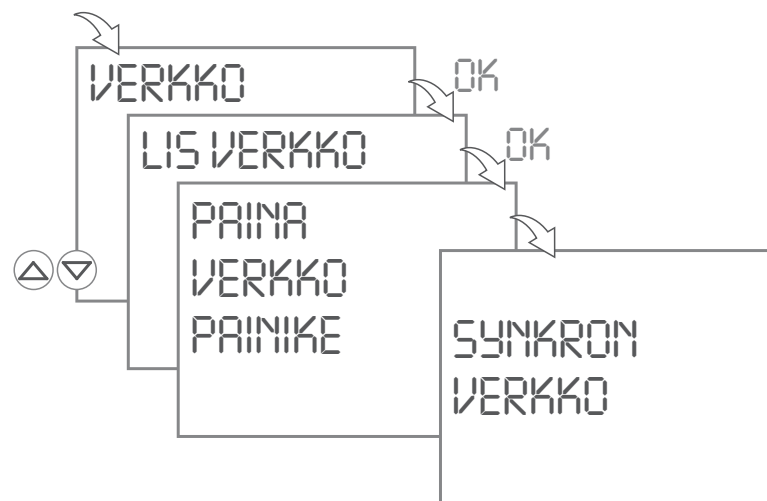 VERKKO
OK
LIS VERKKO
OK
PAINA
VERKKO
PAINIKE
SYNKRON
VERKKO